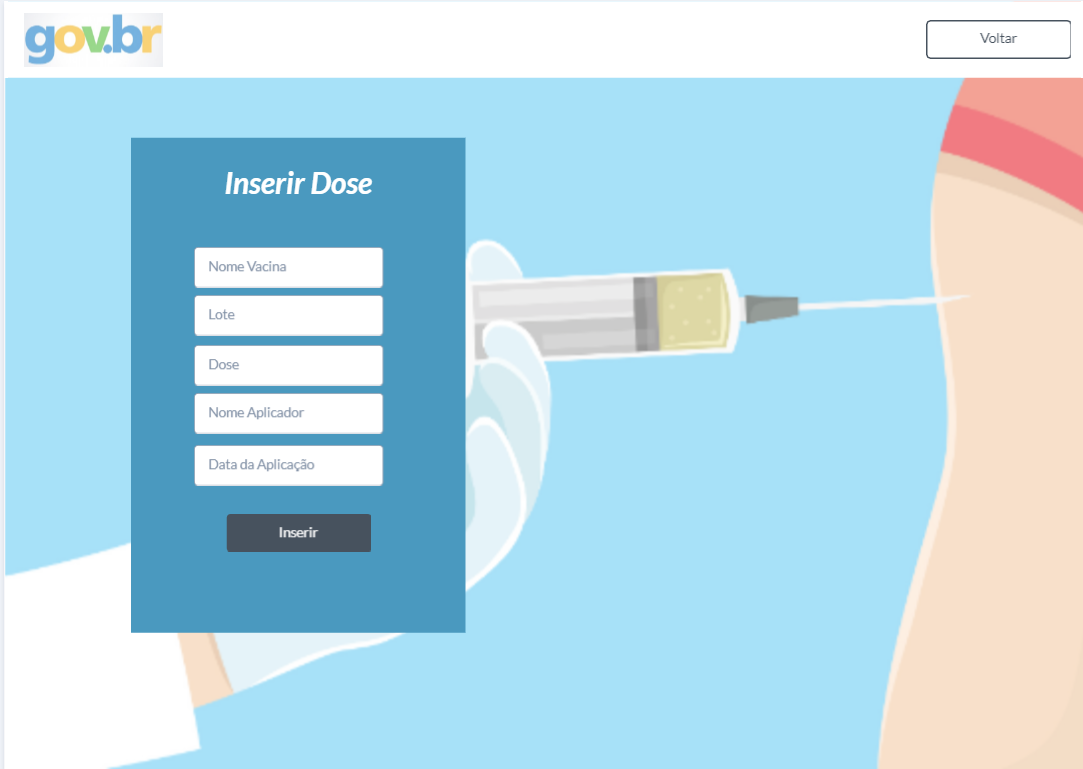 gov.br
Voltar
Inserir Dose
Nome Vacina
Lote
Dose
Nome Aplicador
Data da Aplicação
Inserir